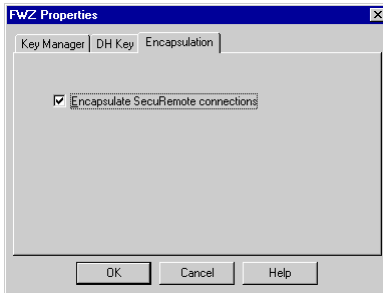 FWZ Properties
Key Manager DH Key Encapsulation
Encapsulate SecuRemote connections
OK Cancel Help